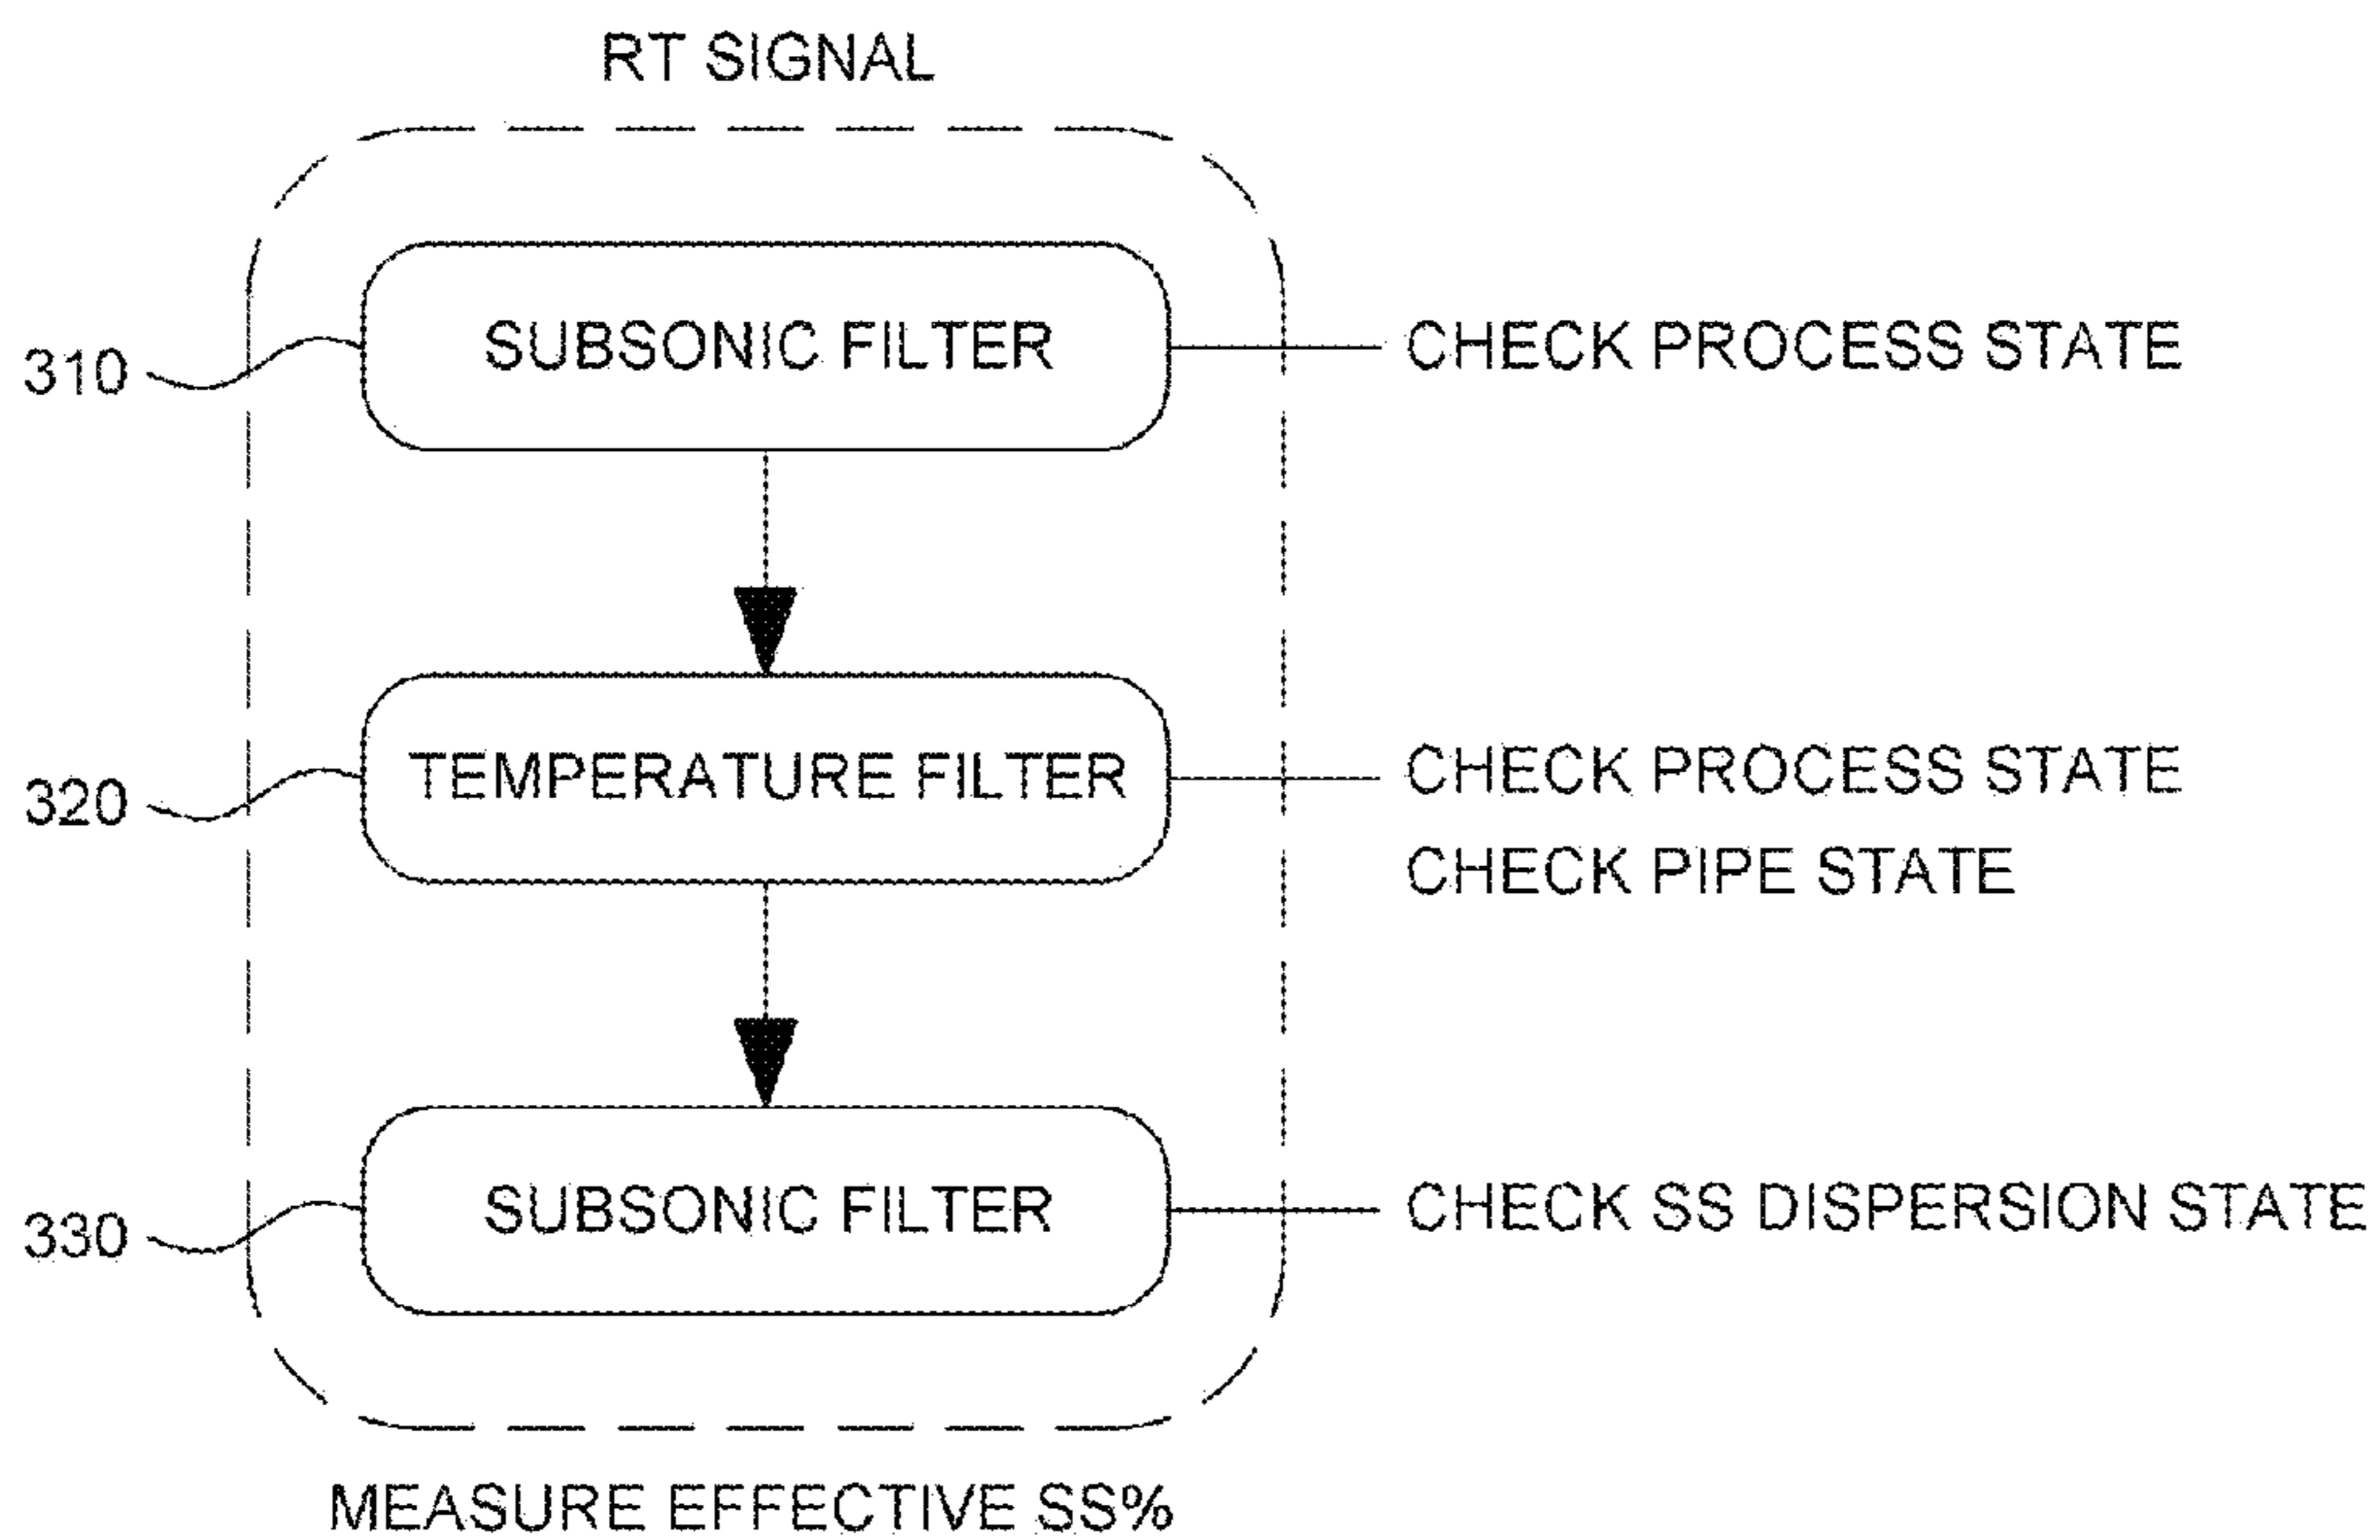 RT SIGNAL
310
SUBSONIC FILTER
CHECK PROCESS STATE
320
TEMPERATURE FILTER
CHECK PROCESS STATE
CHECK PIPE STATE
330
SUBSONIC FILTER
CHECK SS DISPERSION STATE
MEASURE EFFECTIVE SS%